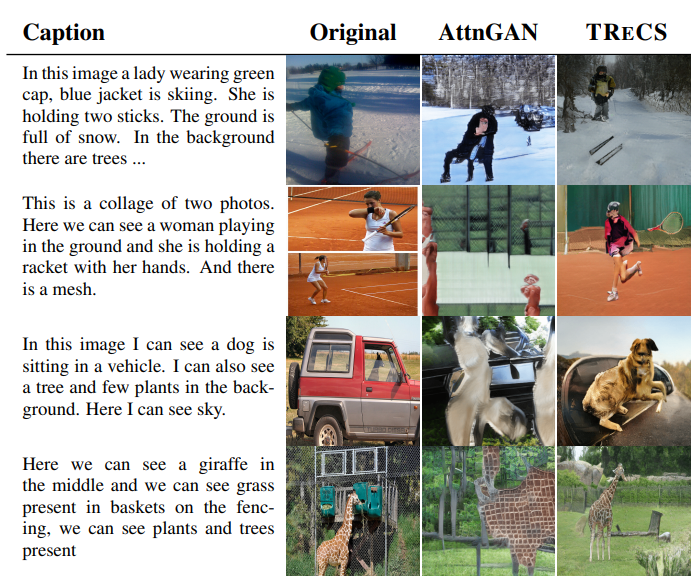 Caption Original AttnGAN TRECS
In this image a lady wearing green
cap, blue jacket is skiing. She is
holding two sticks. The ground is
full of snow. In the background
there are trees ...
This is a collage of two photos.
Here we can see a woman playing
in the ground and she is holding a
racket with her hands. And there
is a mesh.
In this image I can see a dog is
sitting in a vehicle. I can also see
a tree and few plants in the back-
ground. Here I can see sky.
Here we can see a giraffe in
the middle and we can see grass
present in baskets on the fenc-
ing, we can see plants and trees
present